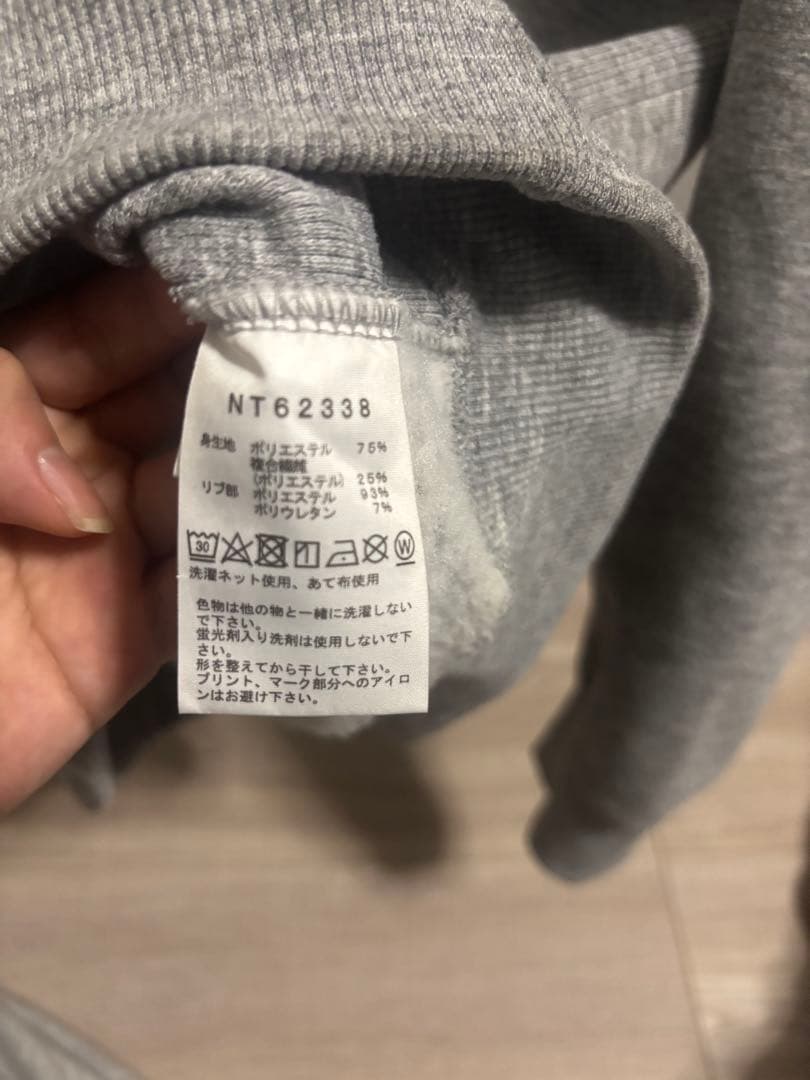 NT62338
身生地 ポリエステル 75%
複合繊維
(ポリエステル) 25%
リブ部 ポリエステル 93%
ポリウレタン 7%
30 W
洗濯ネット使用、あて布使用
色物は他の物と一緒に洗濯しない
で下さい。
蛍光剤入り洗剤は使用しないで下
さい。
形を整えてから干して下さい。
プリント、マーク部分へのアイロ
ンはお避け下さい。